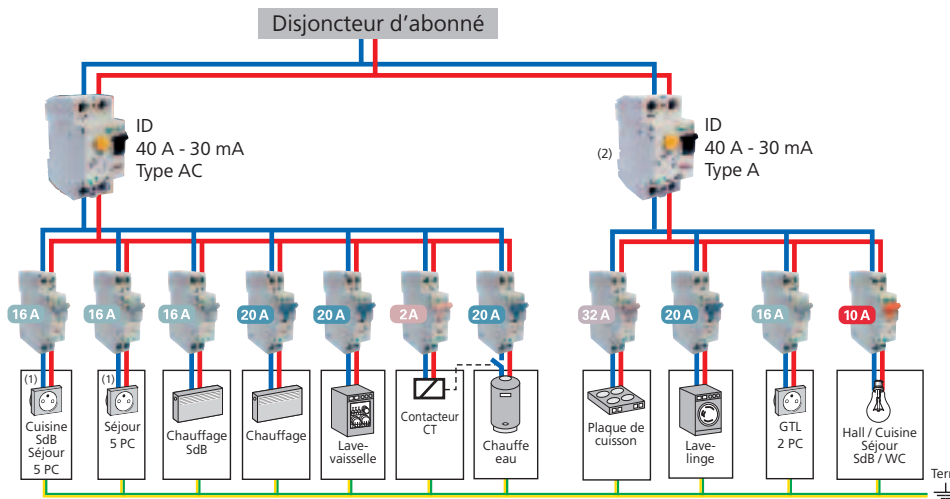 Disjoncteur d'abonné
ID
40 A - 30 mA
Type AC
(2)
ID
40 A - 30 mA
Type A
16 A
16 A
16 A
20 A
20 A
2 A
20 A
32 A
20 A
16 A
10 A
(1)
Cuisine
SdB
Séjour
5 PC
(1)
Séjour
5 PC
Chauffage
SdB
Chauffage
Lave-
vaisselle
Contacteur
CT
Chauffe
eau
Plaque de
cuisson
Lave-
linge
GTL
2 PC
Hall / Cuisine
Séjour
SdB / WC
Terr